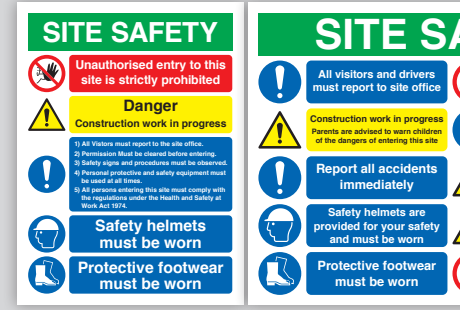 SITE SAFETY
Unauthorised entry to this
site is strictly prohibited
Danger
Construction work in progress
1) All Visitors must report to the site office.
2) Permission Must be cleared before entering.
3) Safety signs and procedures must be observed.
4) Personal protective and safety equipment must
be used at all times.
5) All persons entering this site must comply with
the regulations under the Health and Safety at
Work Act 1974.
Safety helmets
must be worn
Protective footwear
must be worn
SITE SA
All visitors and drivers
must report to site office
Construction work in progress
Parents are advised to warn children
of the dangers of entering this site
Report all accidents
immediately
Safety helmets are
provided for your safety
and must be worn
Protective footwear
must be worn